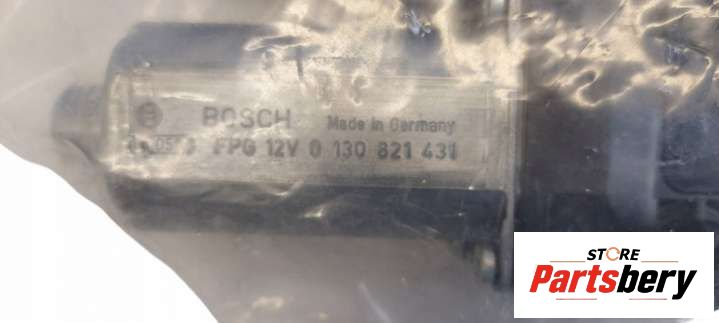 BOSCH Made in Germany
FPG 12V 0 130 821 431
STORE
Partsbery